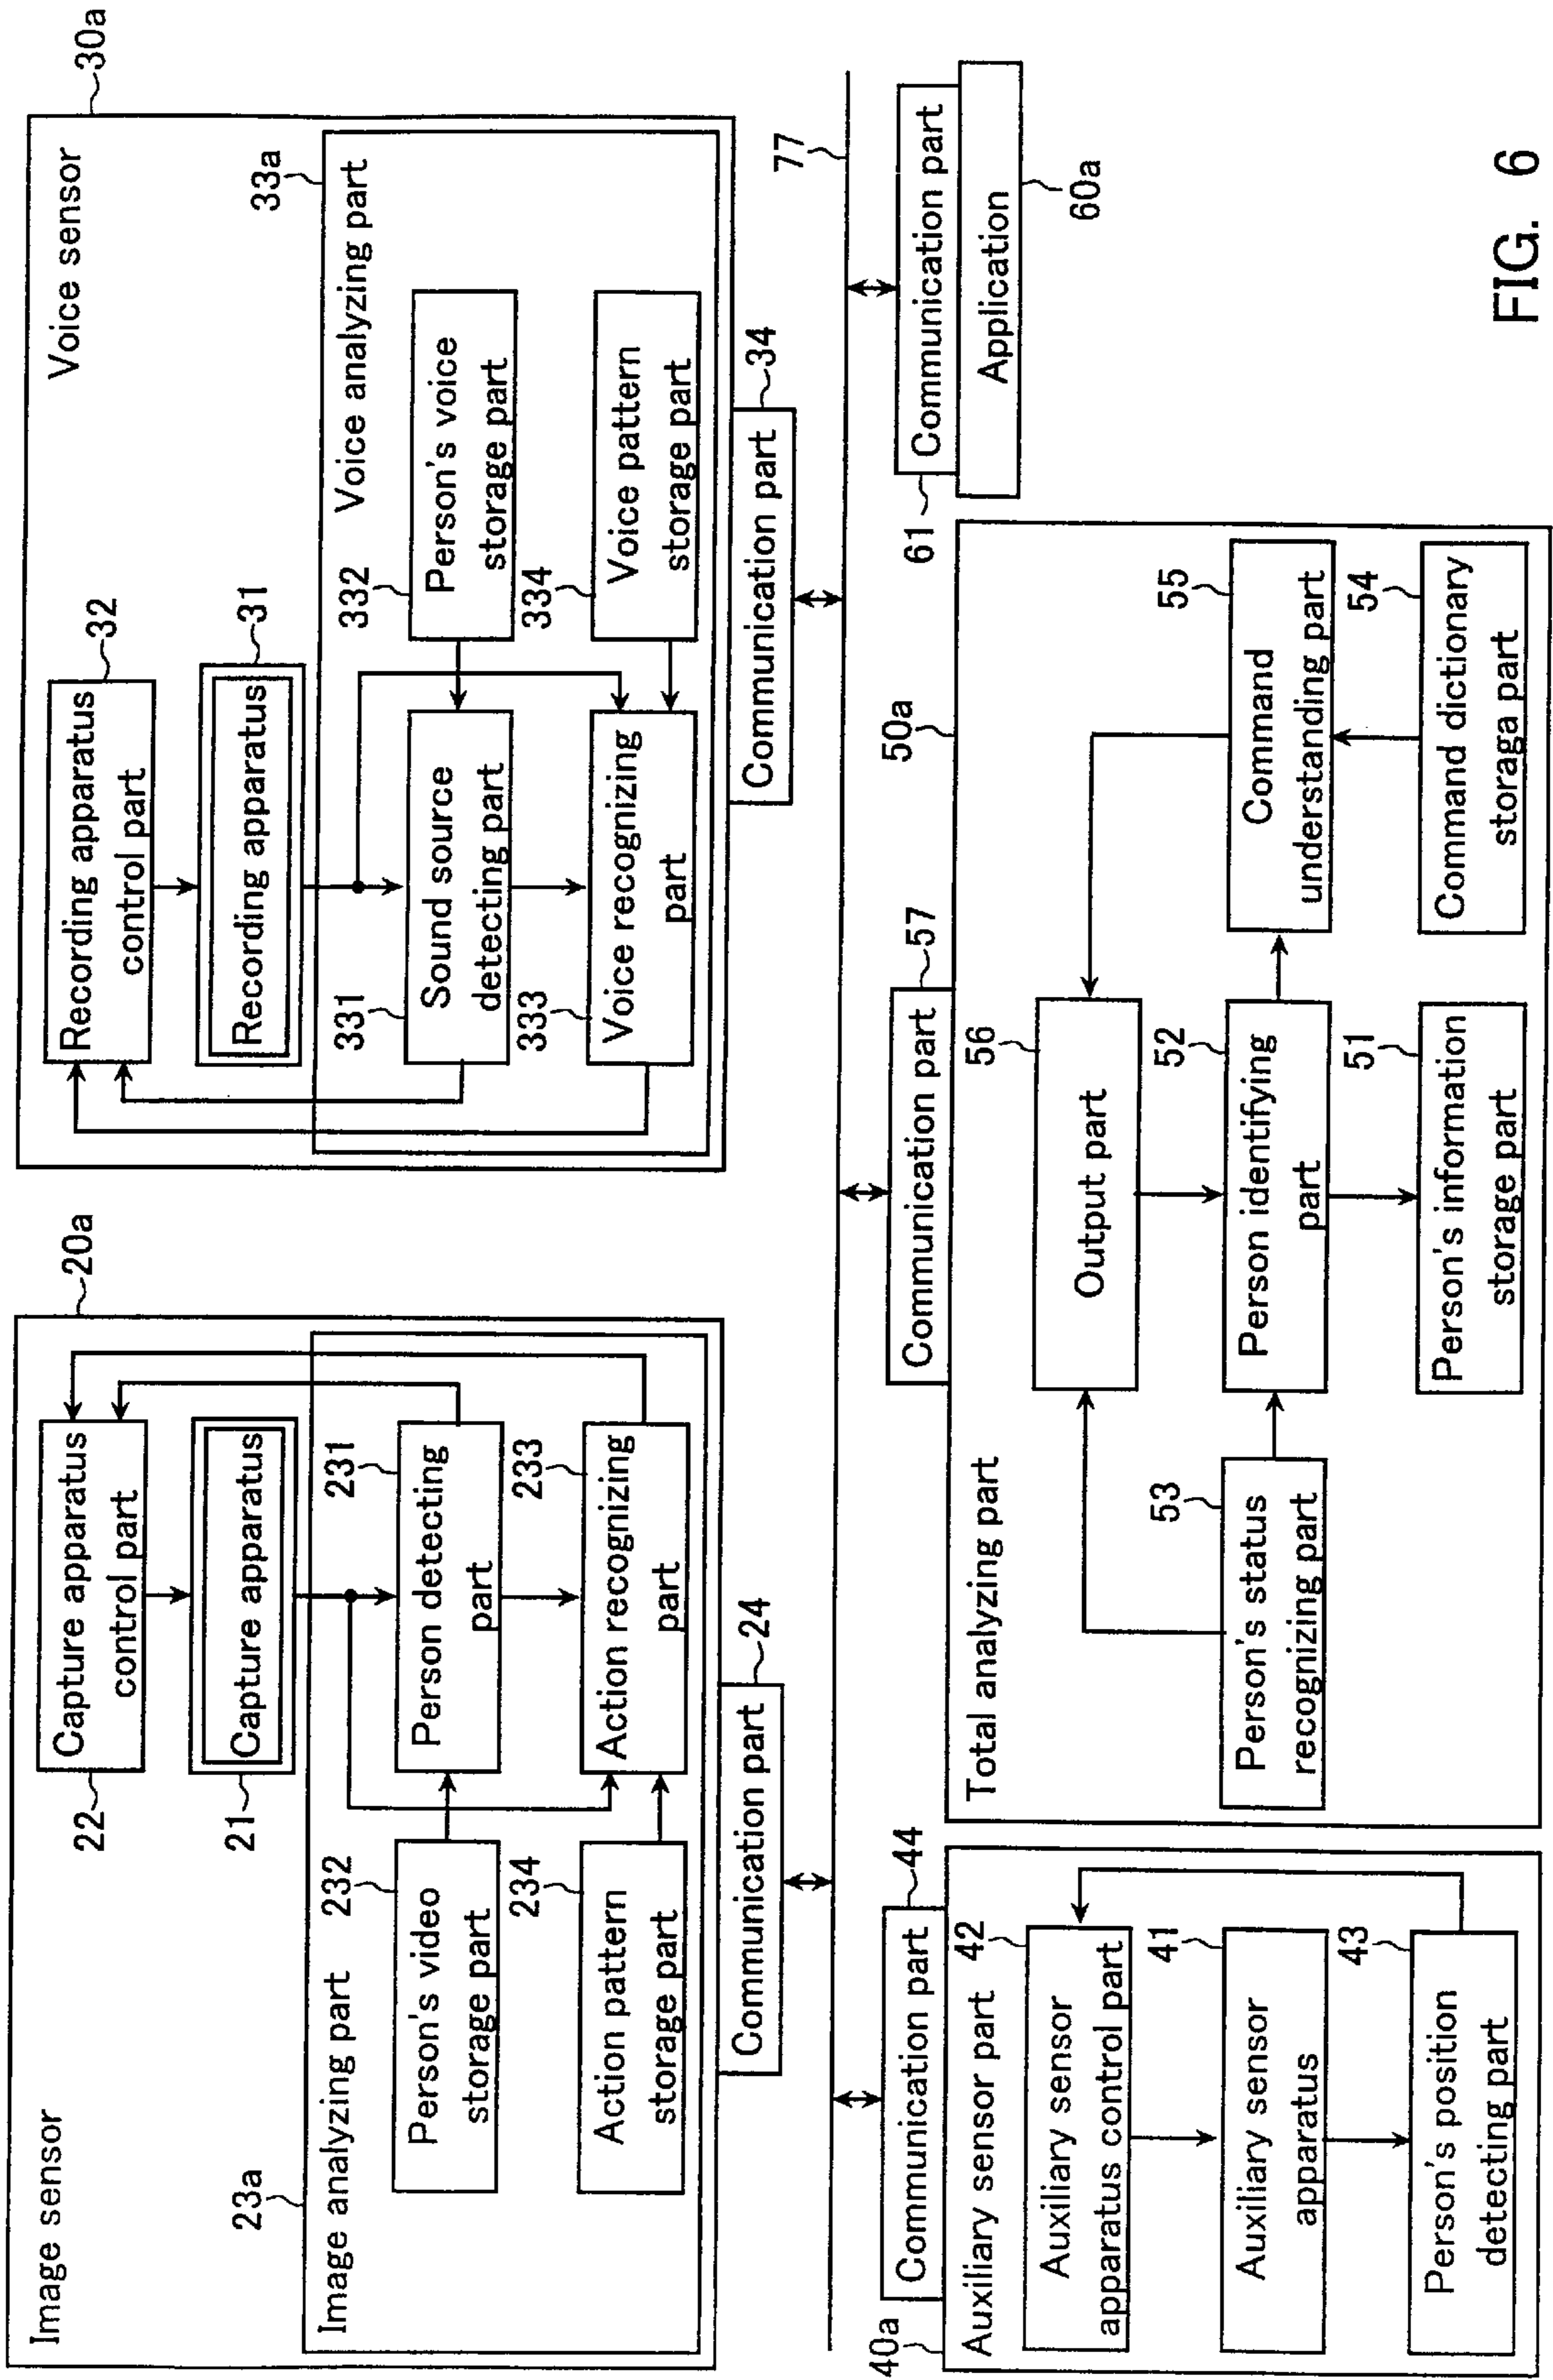 Image sensor
20a
22
Capture apparatus
control part
21
Capture apparatus
23a
Image analyzing part
232
Person's video
storage part
231
Person detecting
part
234
Action pattern
storage part
233
Action recognizing
part
Communication part
24
Voice sensor
30a
Recording apparatus
control part
32
Recording apparatus
31
33a
Voice analyzing part
331
Sound source
detecting part
332
Person's voice
storage part
333
Voice recognizing
part
334
Voice pattern
storage part
Communication part
34
77
40a
Communication part
44
Auxiliary sensor part
42
Auxiliary sensor
apparatus control part
41
Auxiliary sensor
apparatus
43
Person's position
detecting part
Communication part
57
50a
Total analyzing part
56
Output part
53
Person's status
recognizing part
52
Person identifying
part
55
Command
understanding part
51
Person's information
storage part
54
Command dictionary
storaga part
61
Communication part
Application
60a
FIG. 6